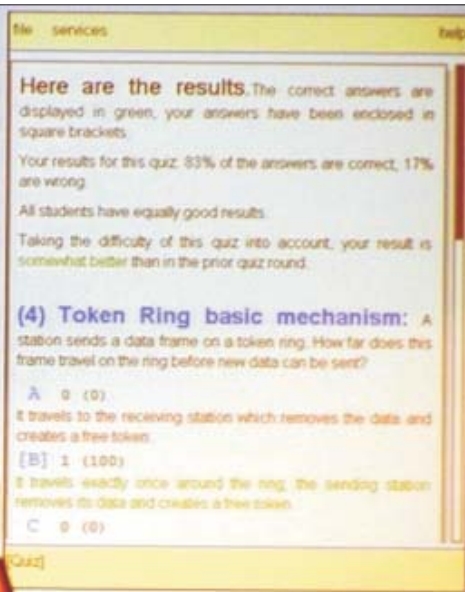 file services help
Here are the results. The correct answers are
displayed in green, your answers have been enclosed in
square brackets.
Your results for this quiz: 83% of the answers are correct, 17%
are wrong.
All students have equally good results.
Taking the difficulty of this quiz into account, your result is
somewhat better than in the prior quiz round.
(4) Token Ring basic mechanism: A
station sends a data frame on a token ring. How far does this
frame travel on the ring before new data can be sent?
A 0 (0)
It travels to the receiving station which removes the data and
creates a free token.
[B] 1 (100)
It travels exactly once around the ring, the sending station
removes its data and creates a free token.
C 0 (0)
[Quiz]